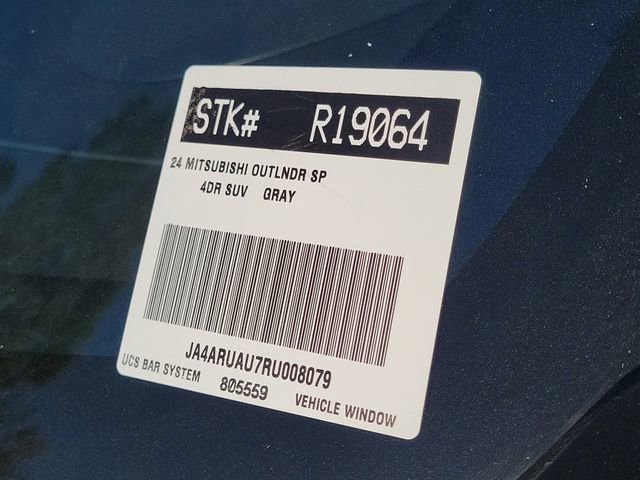 STK# R19064
24 MITSUBISHI OUTLNDR SP
4DR SUV GRAY
JA4ARUAU7RU008079
UCS BAR SYSTEM 805559 VEHICLE WINDOW